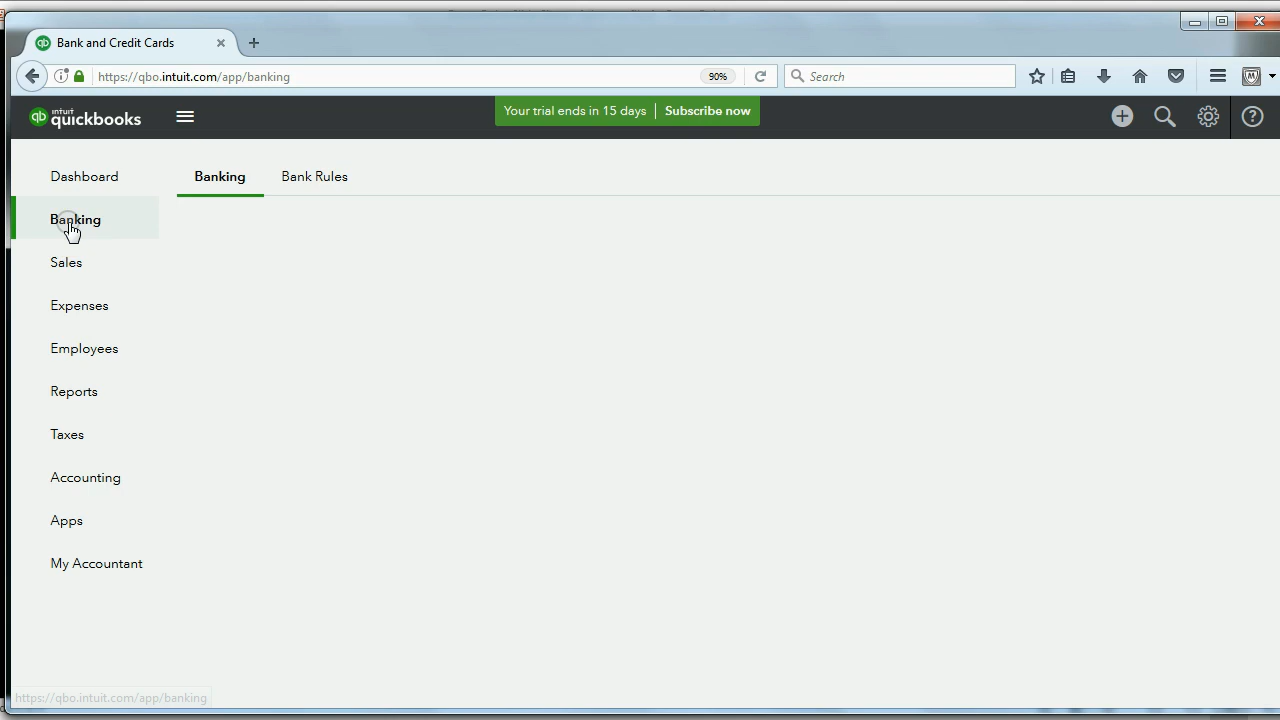 Bank and Credit Cards
https://qbo.intuit.com/app/banking
90%
Search
intuit
quickbooks
Your trial ends in 15 days
Subscribe now
Dashboard
Banking
Sales
Expenses
Employees
Reports
Taxes
Accounting
Apps
My Accountant
Banking
Bank Rules
https://qbo.intuit.com/app/banking